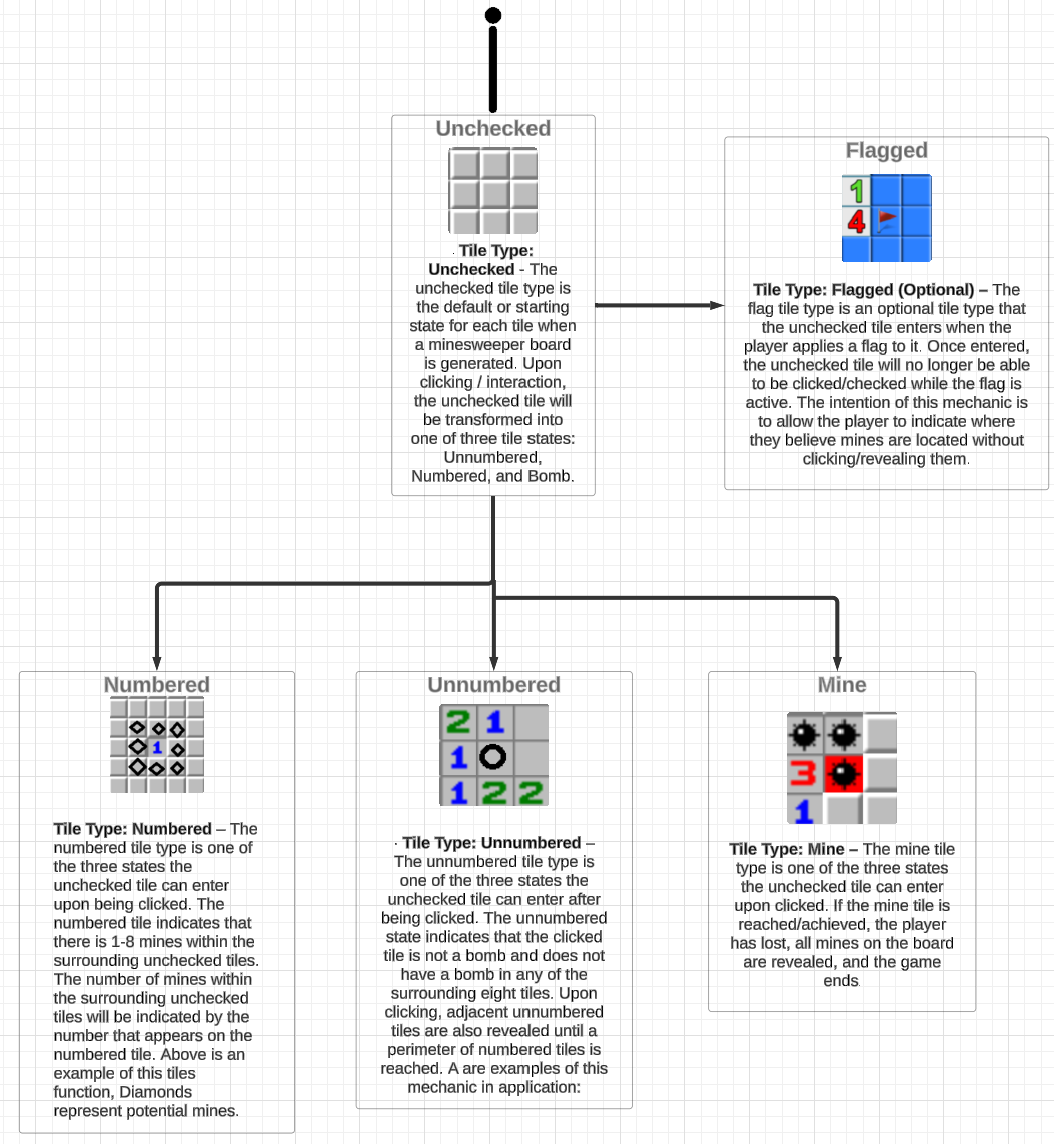 Unchecked
Tile Type:
Unchecked - The
unchecked tile type is
the default or starting
state for each tile when
a minesweeper board
is generated. Upon
clicking / interaction,
the unchecked tile will
be transformed into
one of three tile states:
Unnumbered,
Numbered, and Bomb.
Flagged
1
4
Tile Type: Flagged (Optional) – The
flag tile type is an optional tile type that
the unchecked tile enters when the
player applies a flag to it. Once entered,
the unchecked tile will no longer be able
to be clicked/checked while the flag is
active. The intention of this mechanic is
to allow the player to indicate where
they believe mines are located without
clicking/revealing them.
Numbered
1
Tile Type: Numbered – The
numbered tile type is one of
the three states the
unchecked tile can enter
upon being clicked. The
numbered tile indicates that
there is 1-8 mines within the
surrounding unchecked tiles.
The number of mines within
the surrounding unchecked
tiles will be indicated by the
number that appears on the
numbered tile. Above is an
example of this tiles
function, Diamonds
represent potential mines.
Unnumbered
2 1
1
1 2 2
· Tile Type: Unnumbered –
The unnumbered tile type is
one of the three states the
unchecked tile can enter after
being clicked. The unnumbered
state indicates that the clicked
tile is not a bomb and does not
have a bomb in any of the
surrounding eight tiles. Upon
clicking, adjacent unnumbered
tiles are also revealed until a
perimeter of numbered tiles is
reached. A are examples of this
mechanic in application:
Mine
3
1
Tile Type: Mine – The mine tile
type is one of the three states
the unchecked tile can enter
upon clicked. If the mine tile is
reached/achieved, the player
has lost, all mines on the board
are revealed, and the game
ends.